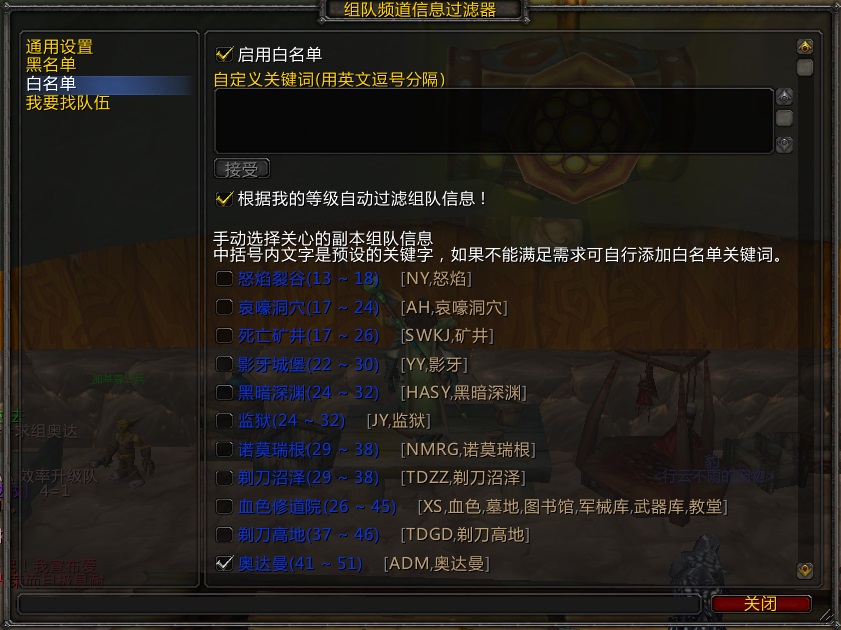 组队频道信息过滤器
通用设置
黑名单
白名单
我要找队伍
启用白名单
自定义关键词(用英文逗号分隔)
接受
根据我的等级自动过滤组队信息！
手动选择关心的副本组队信息
中括号内文字是预设的关键字，如果不能满足需求可自行添加白名单关键词。
怒焰裂谷(13 ~ 18) [NY,怒焰]
哀嚎洞穴(17 ~ 24) [AH,哀嚎洞穴]
死亡矿井(17 ~ 26) [SWKJ,矿井]
影牙城堡(22 ~ 30) [YY,影牙]
黑暗深渊(24 ~ 32) [HASY,黑暗深渊]
监狱(24 ~ 32) [JY,监狱]
诺莫瑞根(29 ~ 38) [NMRG,诺莫瑞根]
剃刀沼泽(29 ~ 38) [TDZZ,剃刀沼泽]
血色修道院(26 ~ 45) [XS,血色,墓地,图书馆,军械库,武器库,教堂]
剃刀高地(37 ~ 46) [TDGD,剃刀高地]
奥达曼(41 ~ 51) [ADM,奥达曼]
求组奥达
效率升级队
4=1
关闭